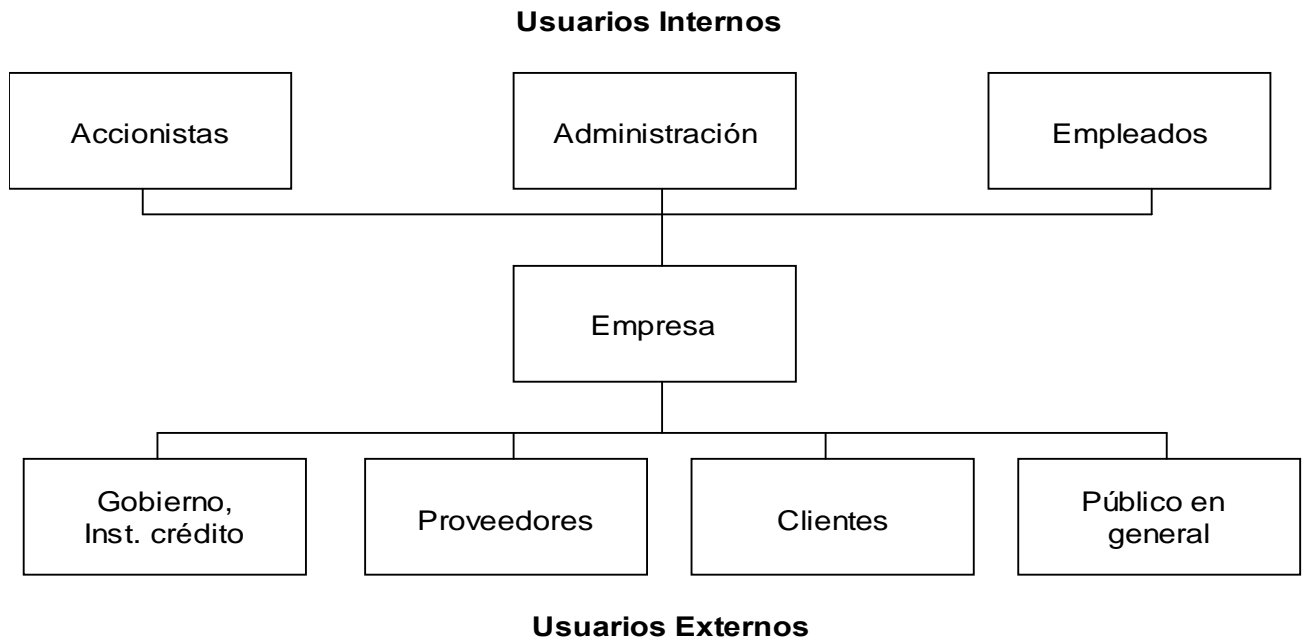 Usuarios Internos
Accionistas
Administración
Empleados
Empresa
Gobierno,
Inst. crédito
Proveedores
Clientes
Público en
general
Usuarios Externos